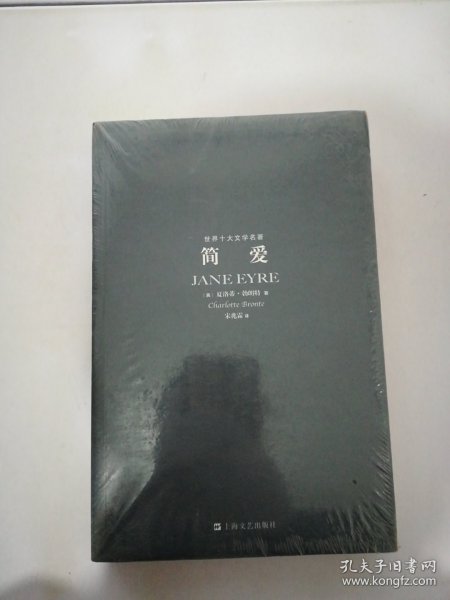 世界十大文学名著
简 爱
JANE EYRE
［英］夏洛蒂·勃朗特 著
Charlotte Bronte
宋兆霖 译
上海文艺出版社
孔夫子旧书网
www.kongfz.com